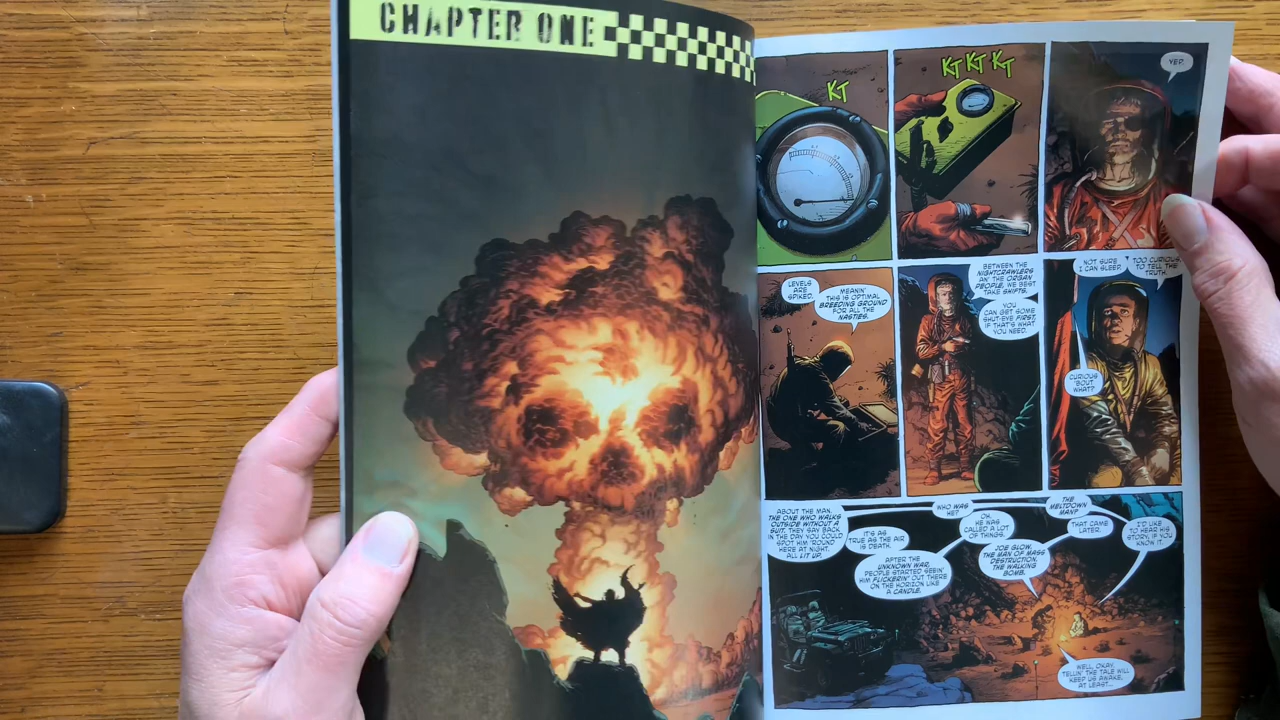 CHAPTER ONE
KT
KT KT KT
YEP.
LEVELS
ARE
SPIKED.
MEANIN'
THIS IS OPTIMAL
BREEDING GROUND
FOR ALL THE
NASTIES.
BETWEEN THE
NIGHTCRAWLERS
AN' THE ORGAN
PEOPLE, WE BEST
TAKE SHIFTS.
YOU
CAN GET SOME
SHUT-EYE FIRST,
IF THAT'S WHAT
YOU NEED.
NOT SURE
I CAN SLEEP.
TOO CURIOUS,
TO TELL THE
TRUTH.
CURIOUS
'BOUT
WHAT?
ABOUT THE MAN.
THE ONE WHO WALKS
OUTSIDE WITHOUT A
SUIT. THEY SAY BACK
IN THE DAY YOU COULD
SPOT HIM 'ROUND
HERE AT NIGHT,
ALL LIT UP.
IT'S AS
TRUE AS THE AIR
IS DEATH.
AFTER THE
UNKNOWN WAR,
PEOPLE STARTED SEEIN'
HIM FLICKERIN' OUT THERE
ON THE HORIZON LIKE
A CANDLE.
WHO WAS
HE?
OH,
HE WAS
CALLED A LOT
OF THINGS.
JOE GLOW.
THE MAN OF MASS
DESTRUCTION.
THE WALKING
BOMB.
THE
MELTDOWN
MAN?
THAT CAME
LATER.
I'D LIKE
TO HEAR HIS
STORY, IF YOU
KNOW IT.
WELL, OKAY.
TELLIN' THE TALE WILL
KEEP US AWAKE,
AT LEAST...